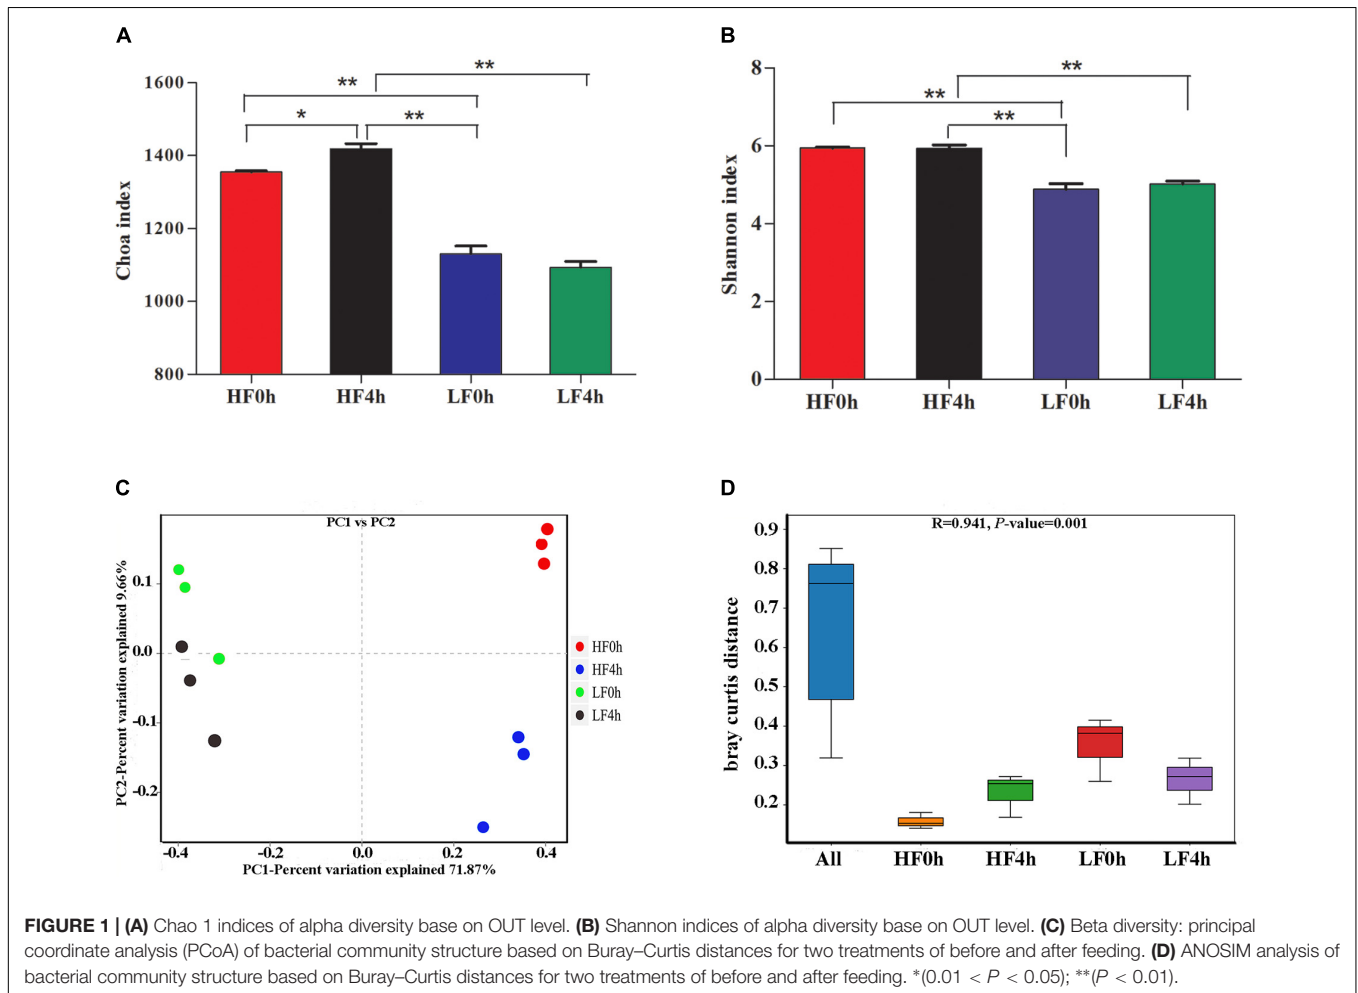 A
1600
1400
1200
1000
800
Choa index
**
**
*
**
HF0h HF4h LF0h LF4h
B
8
6
4
2
0
Shannon index
**
**
**
HF0h HF4h LF0h LF4h
C
PC1 vs PC2
0.1
0.0
-0.1
-0.2
PC2-Percent variation explained 9.66%
-0.4 -0.2 0.0 0.2 0.4
PC1-Percent variation explained 71.87%
HF0h
HF4h
LF0h
LF4h
D
R=0.941, P-value=0.001
0.9
0.8
0.7
0.6
0.5
0.4
0.3
0.2
bray curtis distance
All HF0h HF4h LF0h LF4h
FIGURE 1 | (A) Chao 1 indices of alpha diversity base on OUT level. (B) Shannon indices of alpha diversity base on OUT level. (C) Beta diversity: principal
coordinate analysis (PCoA) of bacterial community structure based on Buray–Curtis distances for two treatments of before and after feeding. (D) ANOSIM analysis of
bacterial community structure based on Buray–Curtis distances for two treatments of before and after feeding. *(0.01 < P < 0.05); **(P < 0.01).